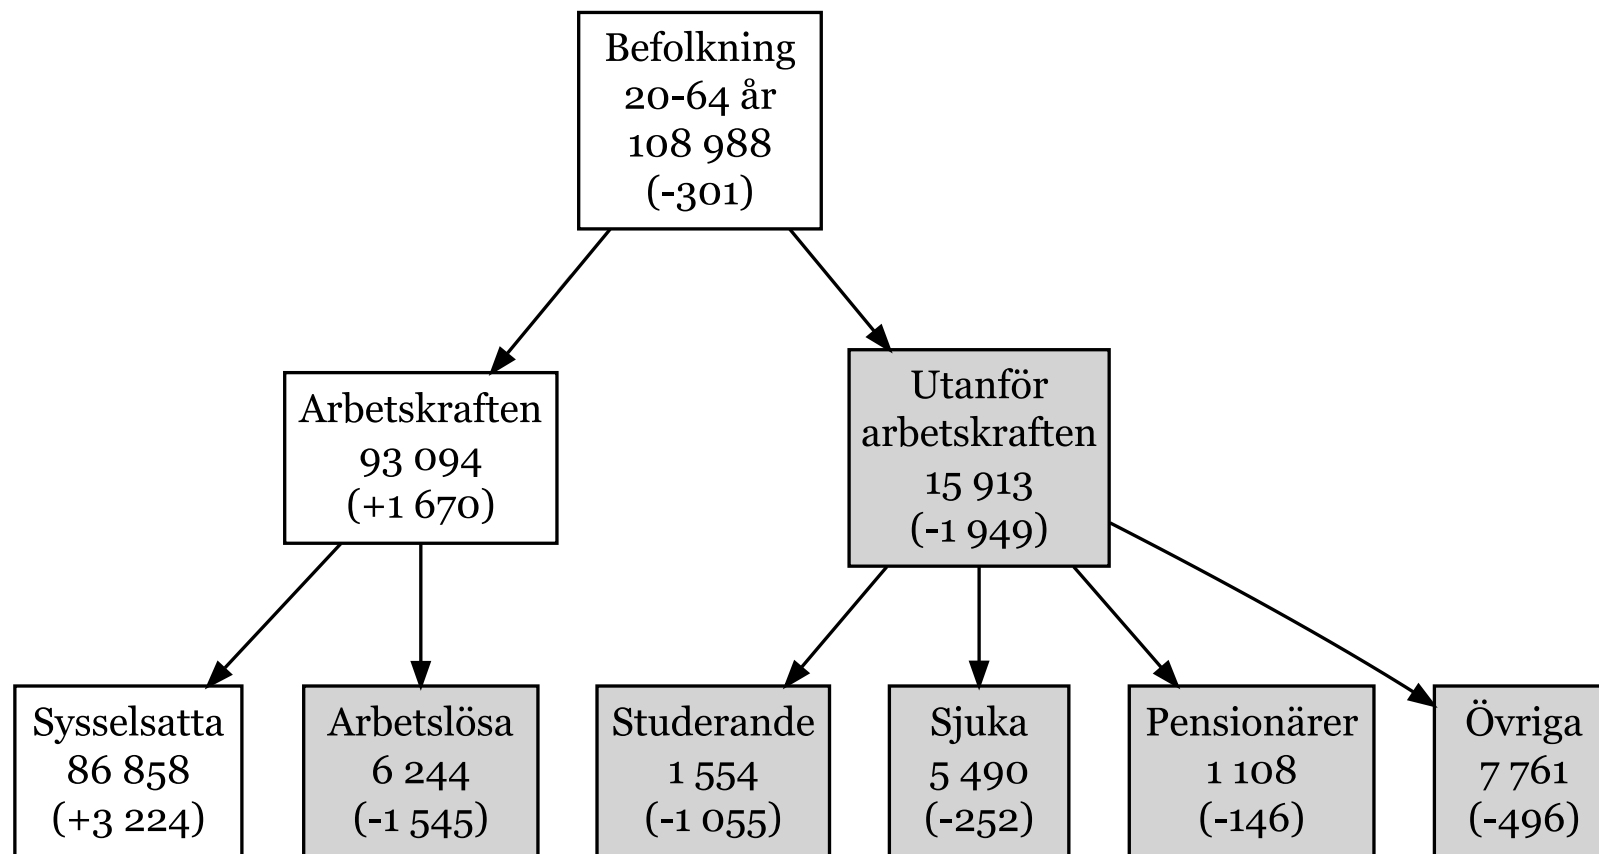 Befolkning
20-64 år
108 988
(-301)
Arbetskraften
93 094
(+1 670)
Utanför
arbetskraften
15 913
(-1 949)
Sysselsatta
86 858
(+3 224)
Arbetslösa
6 244
(-1 545)
Studerande
1 554
(-1 055)
Sjuka
5 490
(-252)
Pensionärer
1 108
(-146)
Övriga
7 761
(-496)